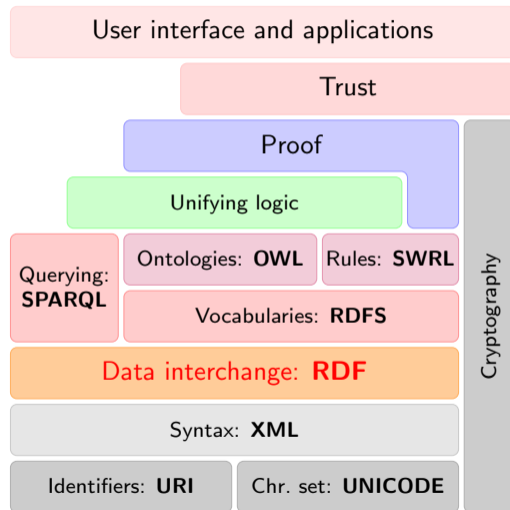 User interface and applications
Trust
Proof
Unifying logic
Ontologies: OWL
Rules: SWRL
Querying:
SPARQL
Vocabularies: RDFS
Cryptography
Data interchange: RDF
Syntax: XML
Identifiers: URI
Chr. set: UNICODE